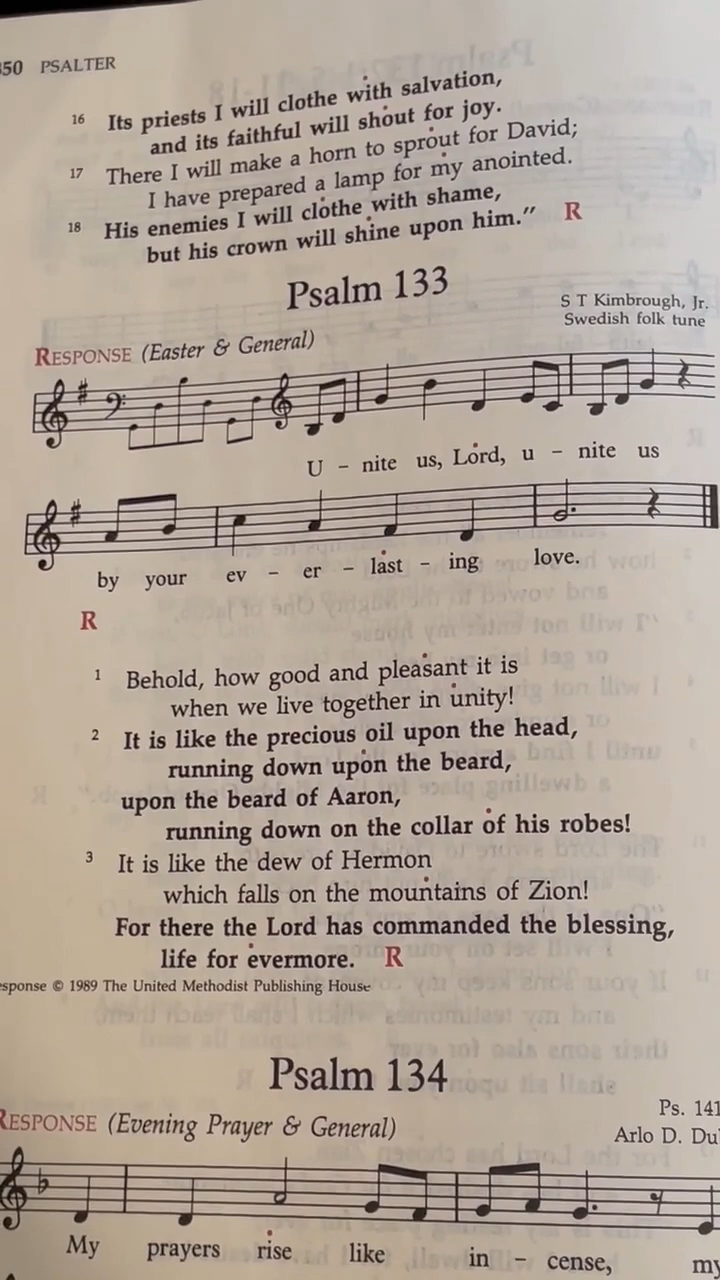 50 PSALTER
16 Its priests I will clothe with salvation,
and its faithful will shout for joy.
17 There I will make a horn to sprout for David;
I have prepared a lamp for my anointed.
18 His enemies I will clothe with shame,
but his crown will shine upon him.” R
Psalm 133
S T Kimbrough, Jr.
Swedish folk tune
RESPONSE (Easter & General)
U – nite us, Lord, u – nite us
by your ev – er – last – ing love.
R
1 Behold, how good and pleasant it is
when we live together in unity!
2 It is like the precious oil upon the head,
running down upon the beard,
upon the beard of Aaron,
running down on the collar of his robes!
3 It is like the dew of Hermon
which falls on the mountains of Zion!
For there the Lord has commanded the blessing,
life for evermore. R
esponse © 1989 The United Methodist Publishing House
Psalm 134
Ps. 141
Arlo D. Du
RESPONSE (Evening Prayer & General)
My prayers rise like in – cense, my